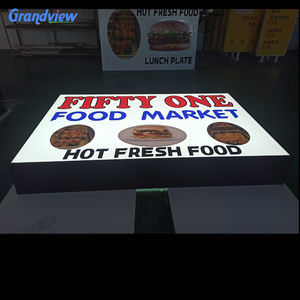 Grandview
HOT FRESH FOOD
LUNCH PLATE
FIFTY ONE
FOOD MARKET
HOT FRESH FOOD